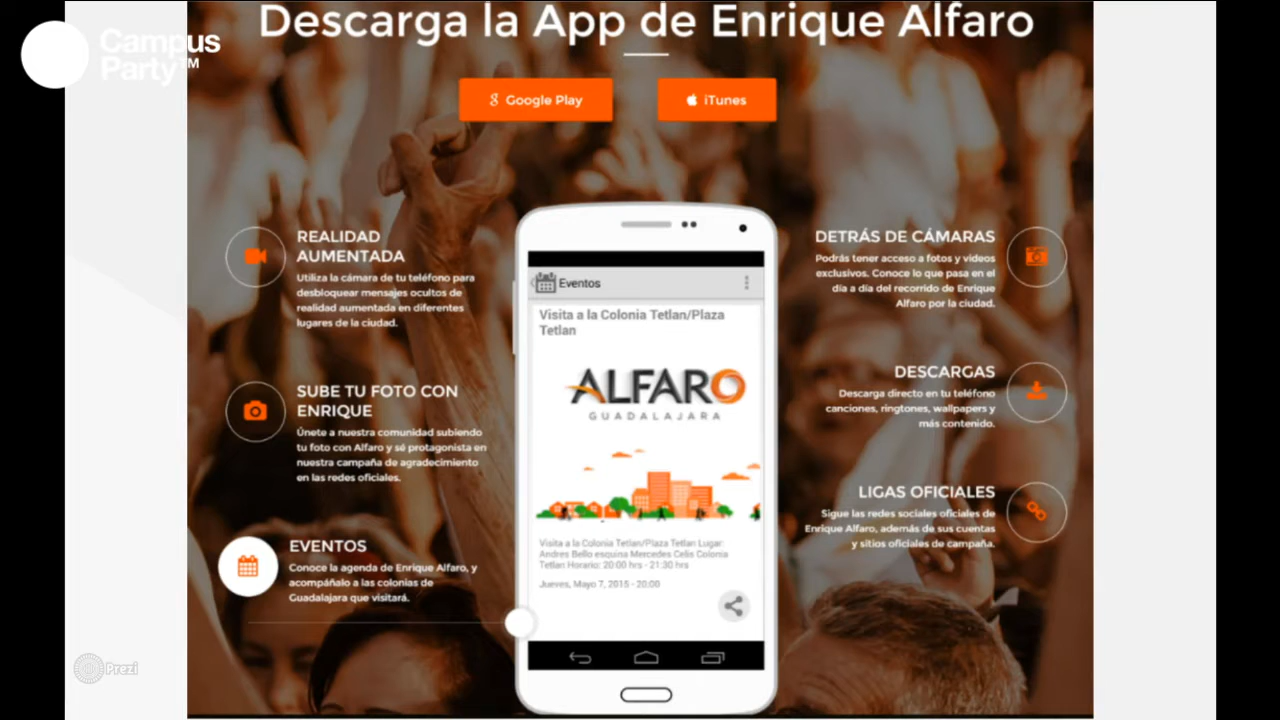 Descarga la App de Enrique Alfaro
Campus
Party™
Google Play
iTunes
REALIDAD
AUMENTADA
Utiliza la cámara de tu teléfono para
desbloquear mensajes ocultos de
realidad aumentada en diferentes
lugares de la ciudad.
SUBE TU FOTO CON
ENRIQUE
Únete a nuestra comunidad subiendo
tu foto con Alfaro y sé protagonista en
nuestra campaña de agradecimiento
en las redes oficiales.
EVENTOS
Conoce la agenda de Enrique Alfaro, y
acompáñalo a las colonias de
Guadalajara que visitará.
Eventos
Visita a la Colonia Tetlan/Plaza
Tetlan
ALFARO
GUADALAJARA
Visita a la Colonia Tetlan/Plaza Tetlan Lugar:
Andres Bello esquina Mercedes Celis Colonia
Tetlan Horario: 20:00 hrs - 21:30 hrs
Jueves, Mayo 7, 2015 - 20:00
DETRÁS DE CÁMARAS
Podrás tener acceso a fotos y videos
exclusivos. Conoce lo que pasa en el
día a día del recorrido de Enrique
Alfaro por la ciudad.
DESCARGAS
Descarga directo en tu teléfono
canciones, ringtones, wallpapers y
más contenido.
LIGAS OFICIALES
Sigue las redes sociales oficiales de
Enrique Alfaro, además de sus cuentas
y sitios oficiales de campaña.
Prezi